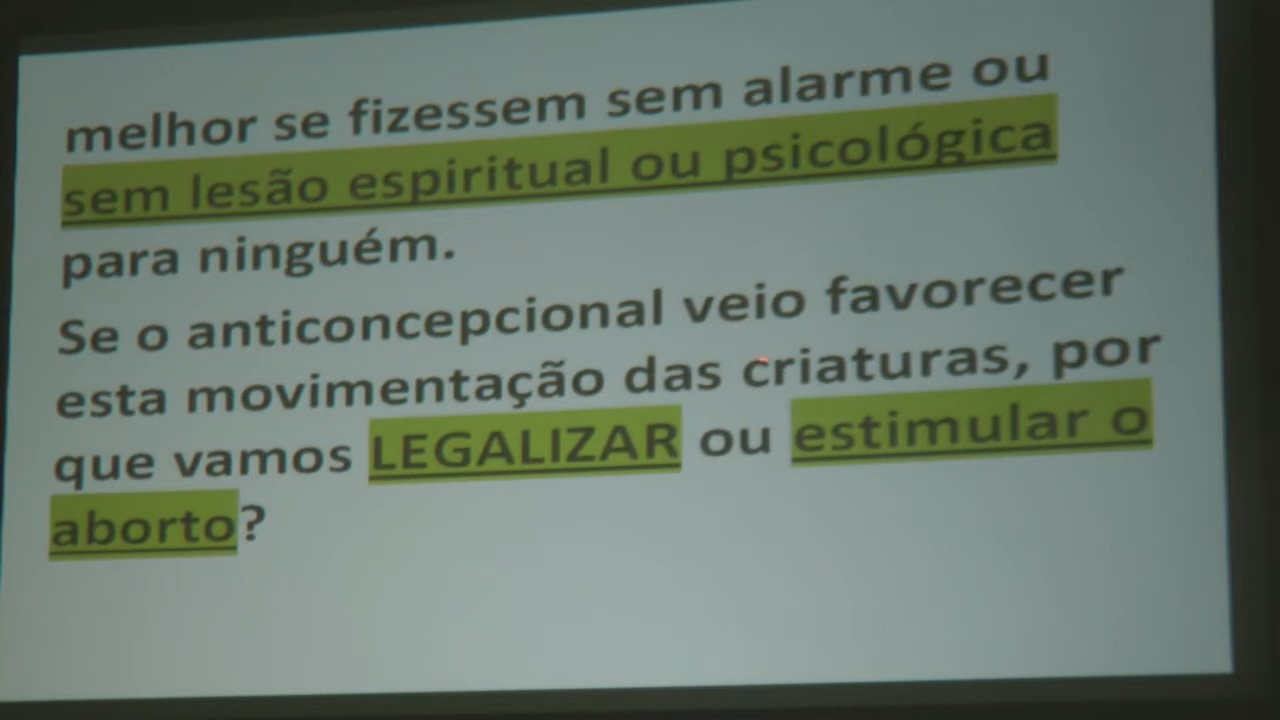 melhor se fizessem sem alarme ou
sem lesão espiritual ou psicológica
para ninguém.
Se o anticoncepcional veio favorecer
esta movimentação das criaturas, por
que vamos LEGALIZAR ou estimular o
aborto?